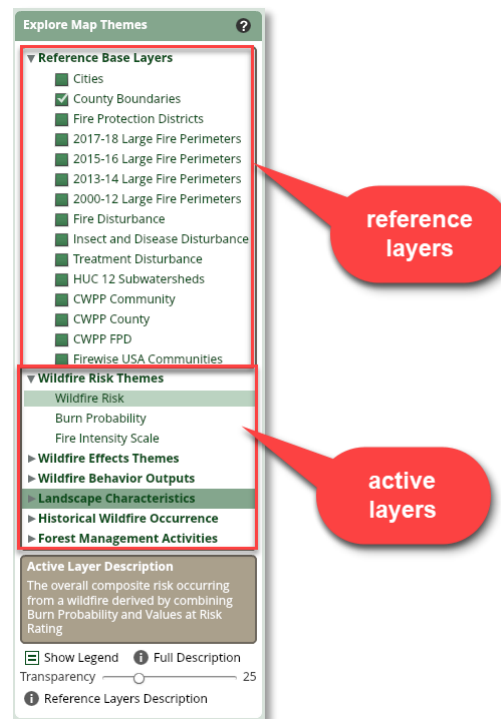 Explore Map Themes ?
▼ Reference Base Layers
Cities
County Boundaries
Fire Protection Districts
2017-18 Large Fire Perimeters
2015-16 Large Fire Perimeters
2013-14 Large Fire Perimeters
2000-12 Large Fire Perimeters
Fire Disturbance
Insect and Disease Disturbance
Treatment Disturbance
HUC 12 Subwatersheds
CWPP Community
CWPP County
CWPP FPD
Firewise USA Communities
reference
layers
▼ Wildfire Risk Themes
Wildfire Risk
Burn Probability
Fire Intensity Scale
▶ Wildfire Effects Themes
▶ Wildfire Behavior Outputs
▶ Landscape Characteristics
▶ Historical Wildfire Occurrence
▶ Forest Management Activities
active
layers
Active Layer Description
The overall composite risk occurring
from a wildfire derived by combining
Burn Probability and Values at Risk
Rating
Show Legend i Full Description
Transparency 25
i Reference Layers Description